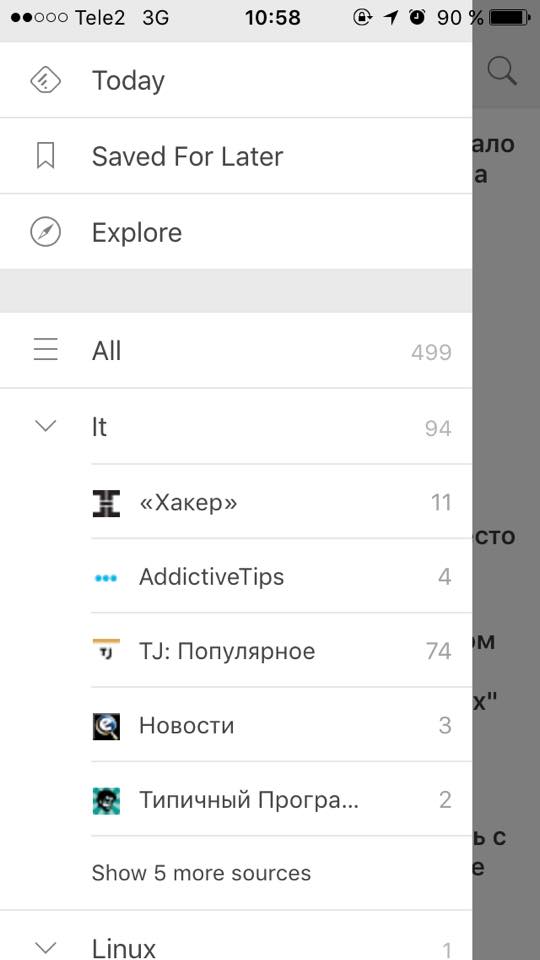 Tele2 3G 10:58 90 %
Today
Saved For Later
Explore
All 499
It 94
«Хакер» 11
AddictiveTips 4
TJ: Популярное 74
Новости 3
Типичный Програ... 2
Show 5 more sources
Linux 1
ало
а
сто
ом
х"
ь с
е